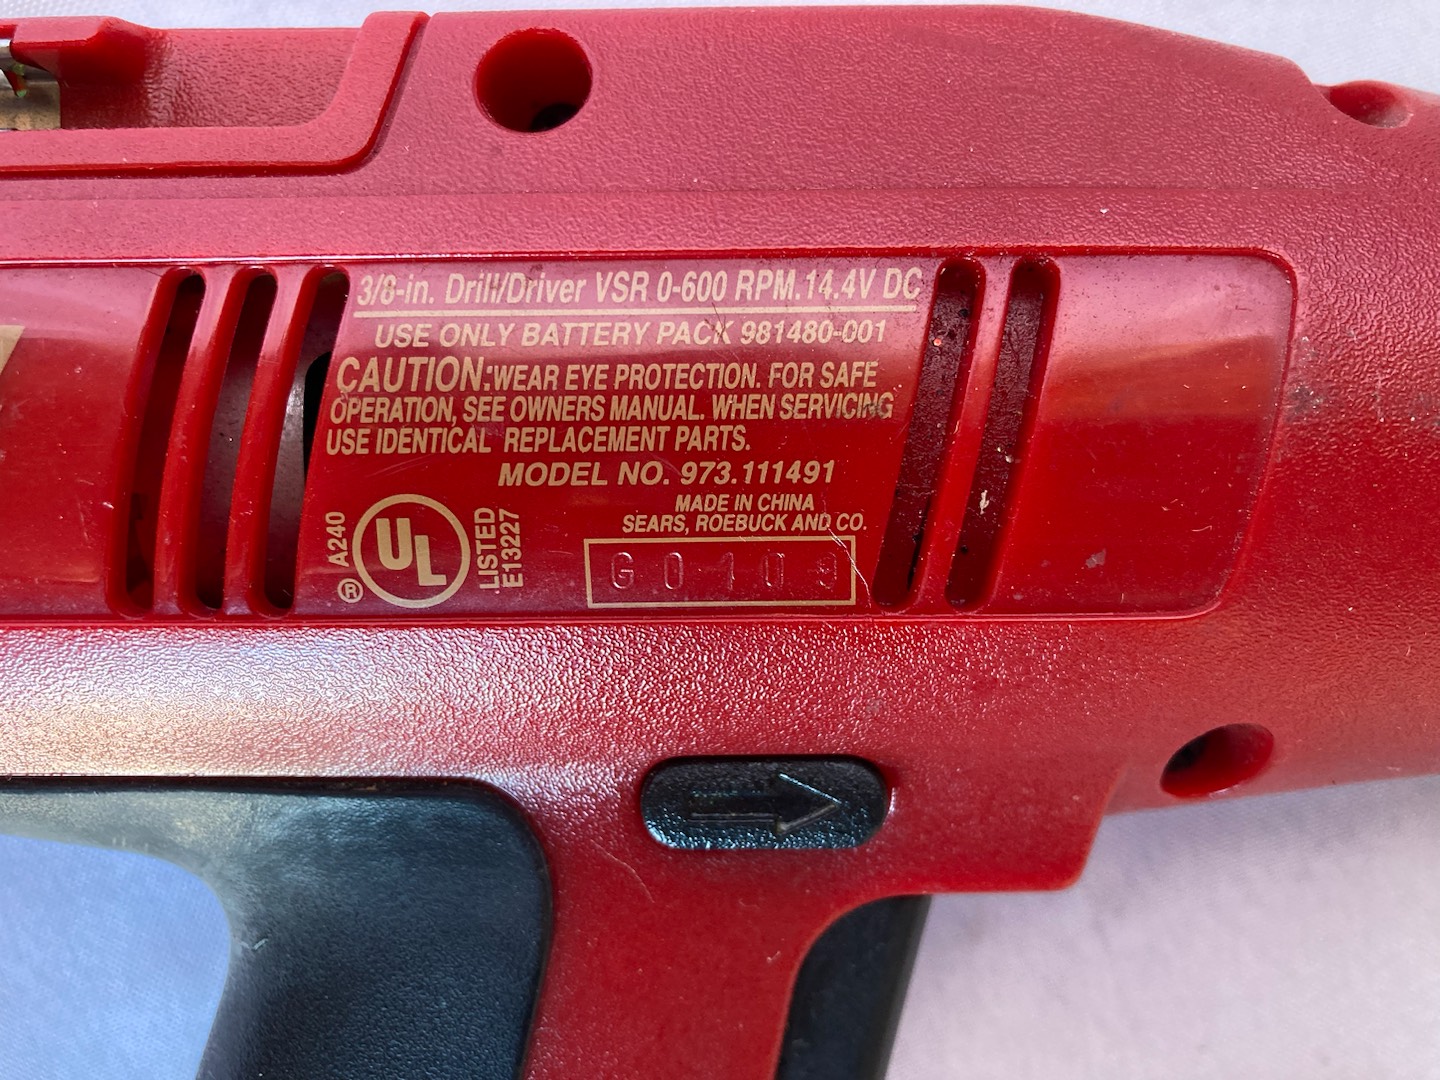 3/8-in. Drill/Driver VSR 0-600 RPM.14.4V DC
USE ONLY BATTERY PACK 981480-001
CAUTION: WEAR EYE PROTECTION. FOR SAFE
OPERATION, SEE OWNERS MANUAL. WHEN SERVICING
USE IDENTICAL REPLACEMENT PARTS.
MODEL NO. 973.111491
MADE IN CHINA
SEARS, ROEBUCK AND CO.
A240
®
UL
LISTED
E13227